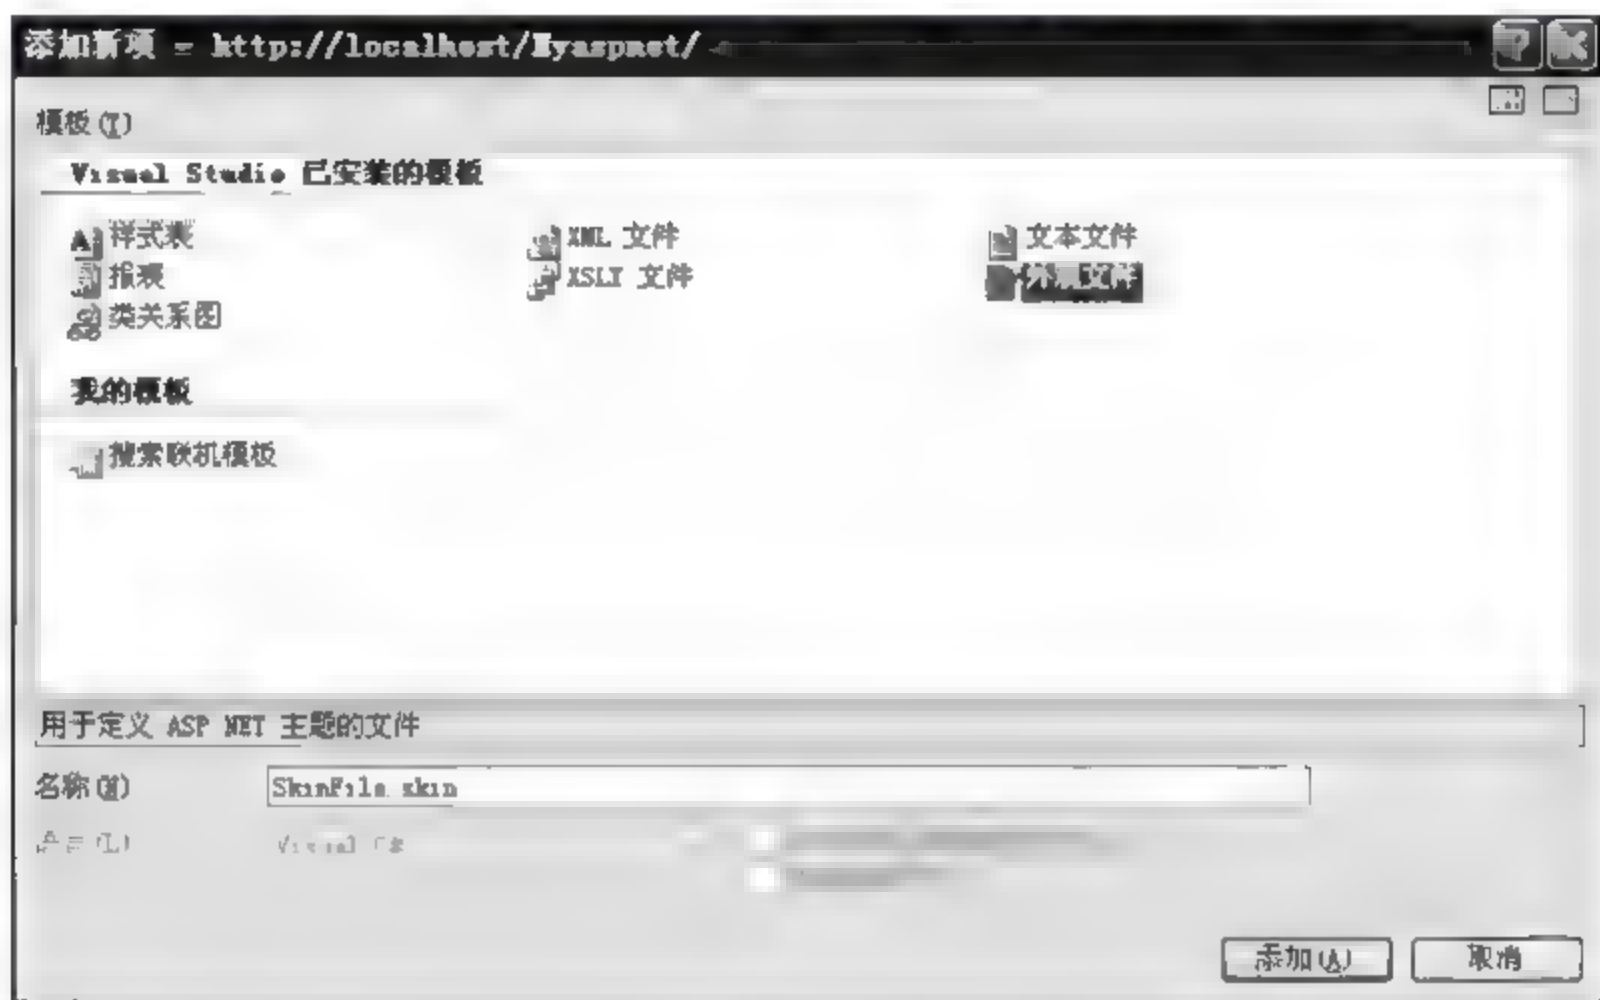 添加新项 - http://localhost/Myaspnet/
模板(T)
Visual Studio 已安装的模板
样式表 XML 文件 文本文件
报表 XSLT 文件 外观文件
类关系图
我的模板
搜索联机模板
用于定义 ASP NET 主题的文件
名称(N) SkinFile.skin
语言(L) Visual C#
添加(A) 取消